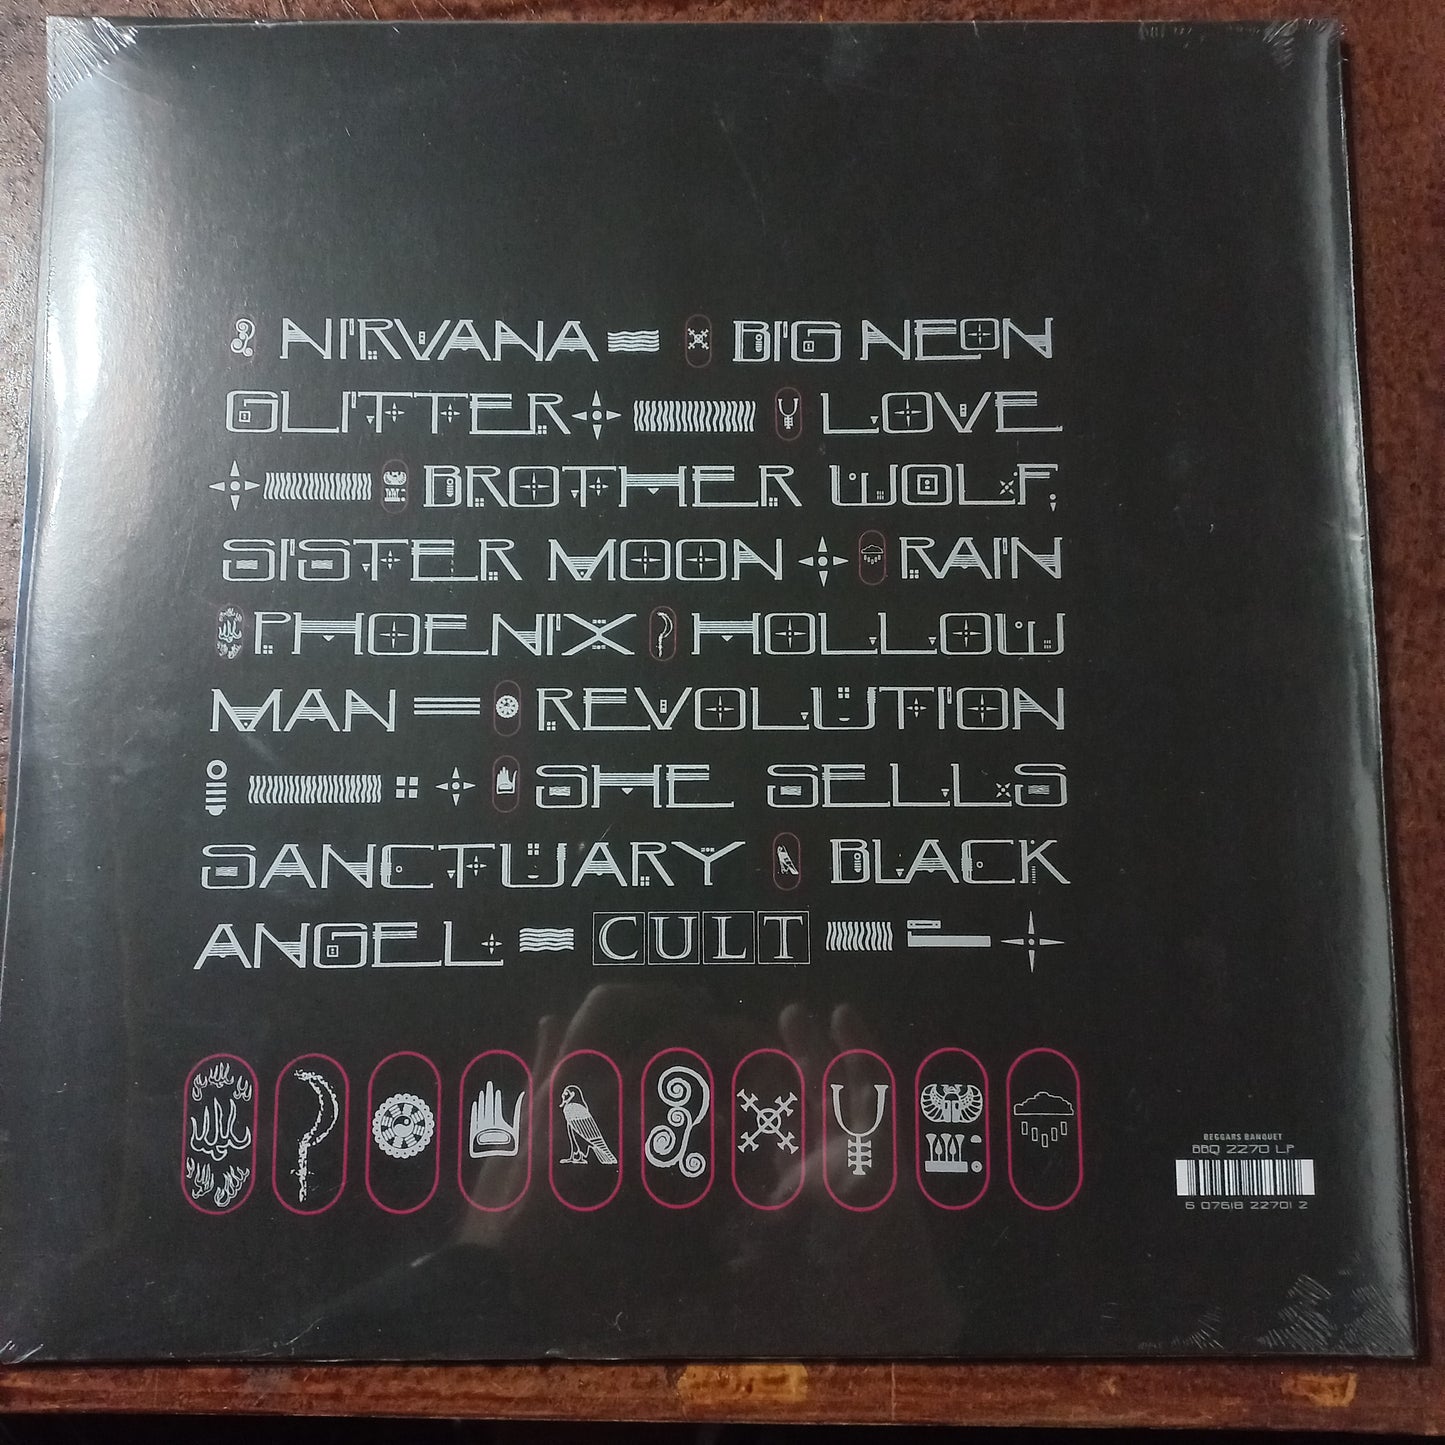 NIRVANA BIG NEON
GLITTER LOVE
BROTHER WOLF,
SISTER MOON RAIN
PHOENIX HOLLOW
MAN REVOLUTION
SHE SELLS
SANCTUARY BLACK
ANGEL CULT
BEGGARS BANQUET
BBQ 2270 LP
5 07618 22701 2